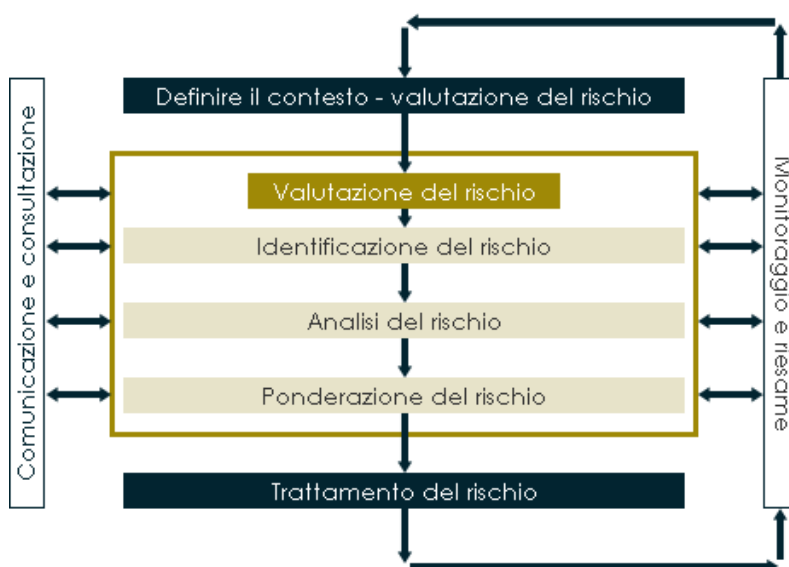 Definire il contesto - valutazione del rischio
Comunicazione e consultazione
Valutazione del rischio
Identificazione del rischio
Analisi del rischio
Ponderazione del rischio
Monitoraggio e riesame
Trattamento del rischio